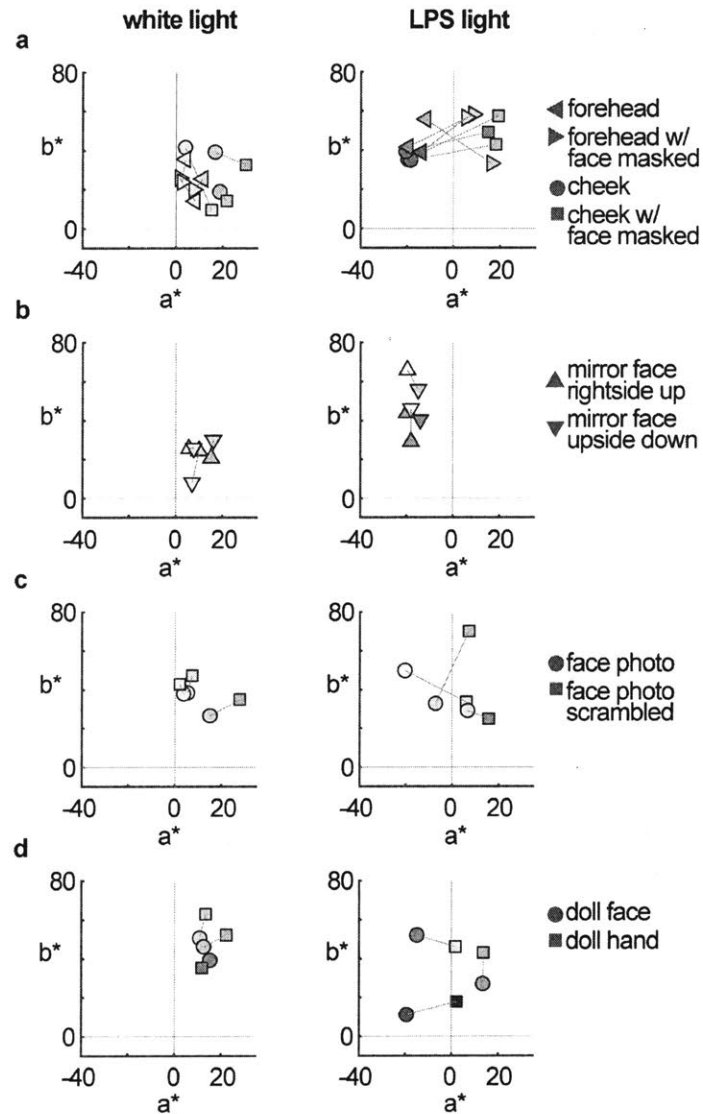 white light LPS light
a
80 80
b* b*
0 0
-40 0 20 -40 0 20
a* a*
forehead
forehead w/
face masked
cheek
cheek w/
face masked
b
80 80
b* b*
0 0
-40 0 20 -40 0 20
a* a*
mirror face
rightside up
mirror face
upside down
c
80 80
b* b*
0 0
-40 0 20 -40 0 20
a* a*
face photo
face photo
scrambled
d
80 80
b* b*
0 0
-40 0 20 -40 0 20
a* a*
doll face
doll hand